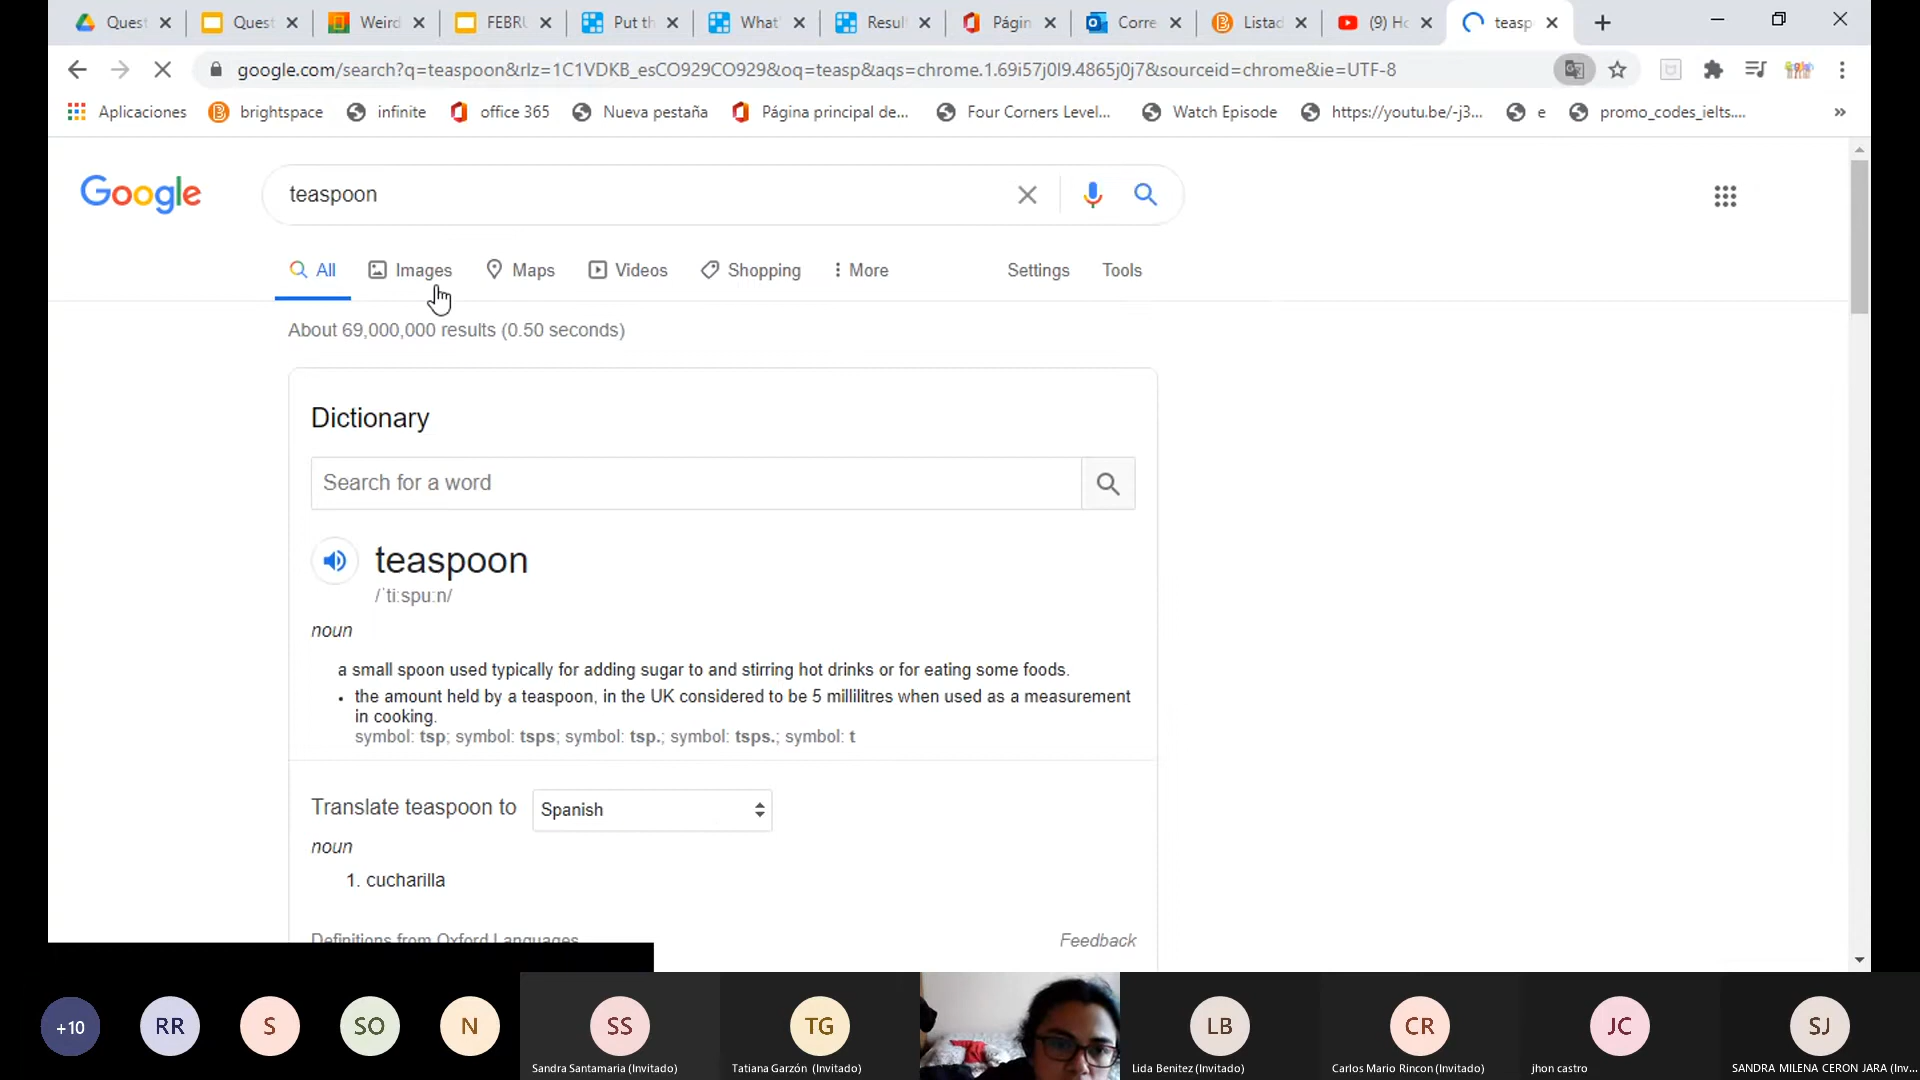 Quest
Quest
Weird
FEBRU
Put th
What'
Resul
Págin
Corre
Listad
(9) Ho
teasp
google.com/search?q=teaspoon&rlz=1C1VDKB_esCO929CO929&oq=teasp&aqs=chrome.1.69i57j0l9.4865j0j7&sourceid=chrome&ie=UTF-8
Aplicaciones
brightspace
infinite
office 365
Nueva pestaña
Página principal de...
Four Corners Level...
Watch Episode
https://youtu.be/-j3...
e
promo_codes_ielts....
»
Google
teaspoon
All
Images
Maps
Videos
Shopping
More
Settings
Tools
About 69,000,000 results (0.50 seconds)
Dictionary
Search for a word
teaspoon
/ˈtiːspuːn/
noun
a small spoon used typically for adding sugar to and stirring hot drinks or for eating some foods.
• the amount held by a teaspoon, in the UK considered to be 5 millilitres when used as a measurement
in cooking.
symbol: tsp; symbol: tsps; symbol: tsp.; symbol: tsps.; symbol: t
Translate teaspoon to
Spanish
noun
1. cucharilla
Definitions from Oxford Languages
Feedback
+10
RR
S
SO
N
SS
TG
LB
CR
JC
SJ
Sandra Santamaria (Invitado)
Tatiana Garzón (Invitado)
Lida Benitez (Invitado)
Carlos Mario Rincon (Invitado)
jhon castro
SANDRA MILENA CERON JARA (Inv...